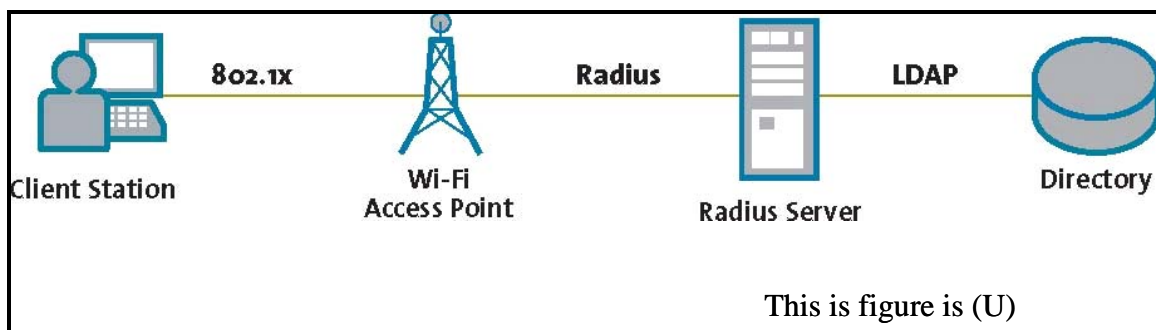 802.1x
Radius
LDAP
Client Station
Wi-Fi
Access Point
Radius Server
Directory
This is figure is (U)